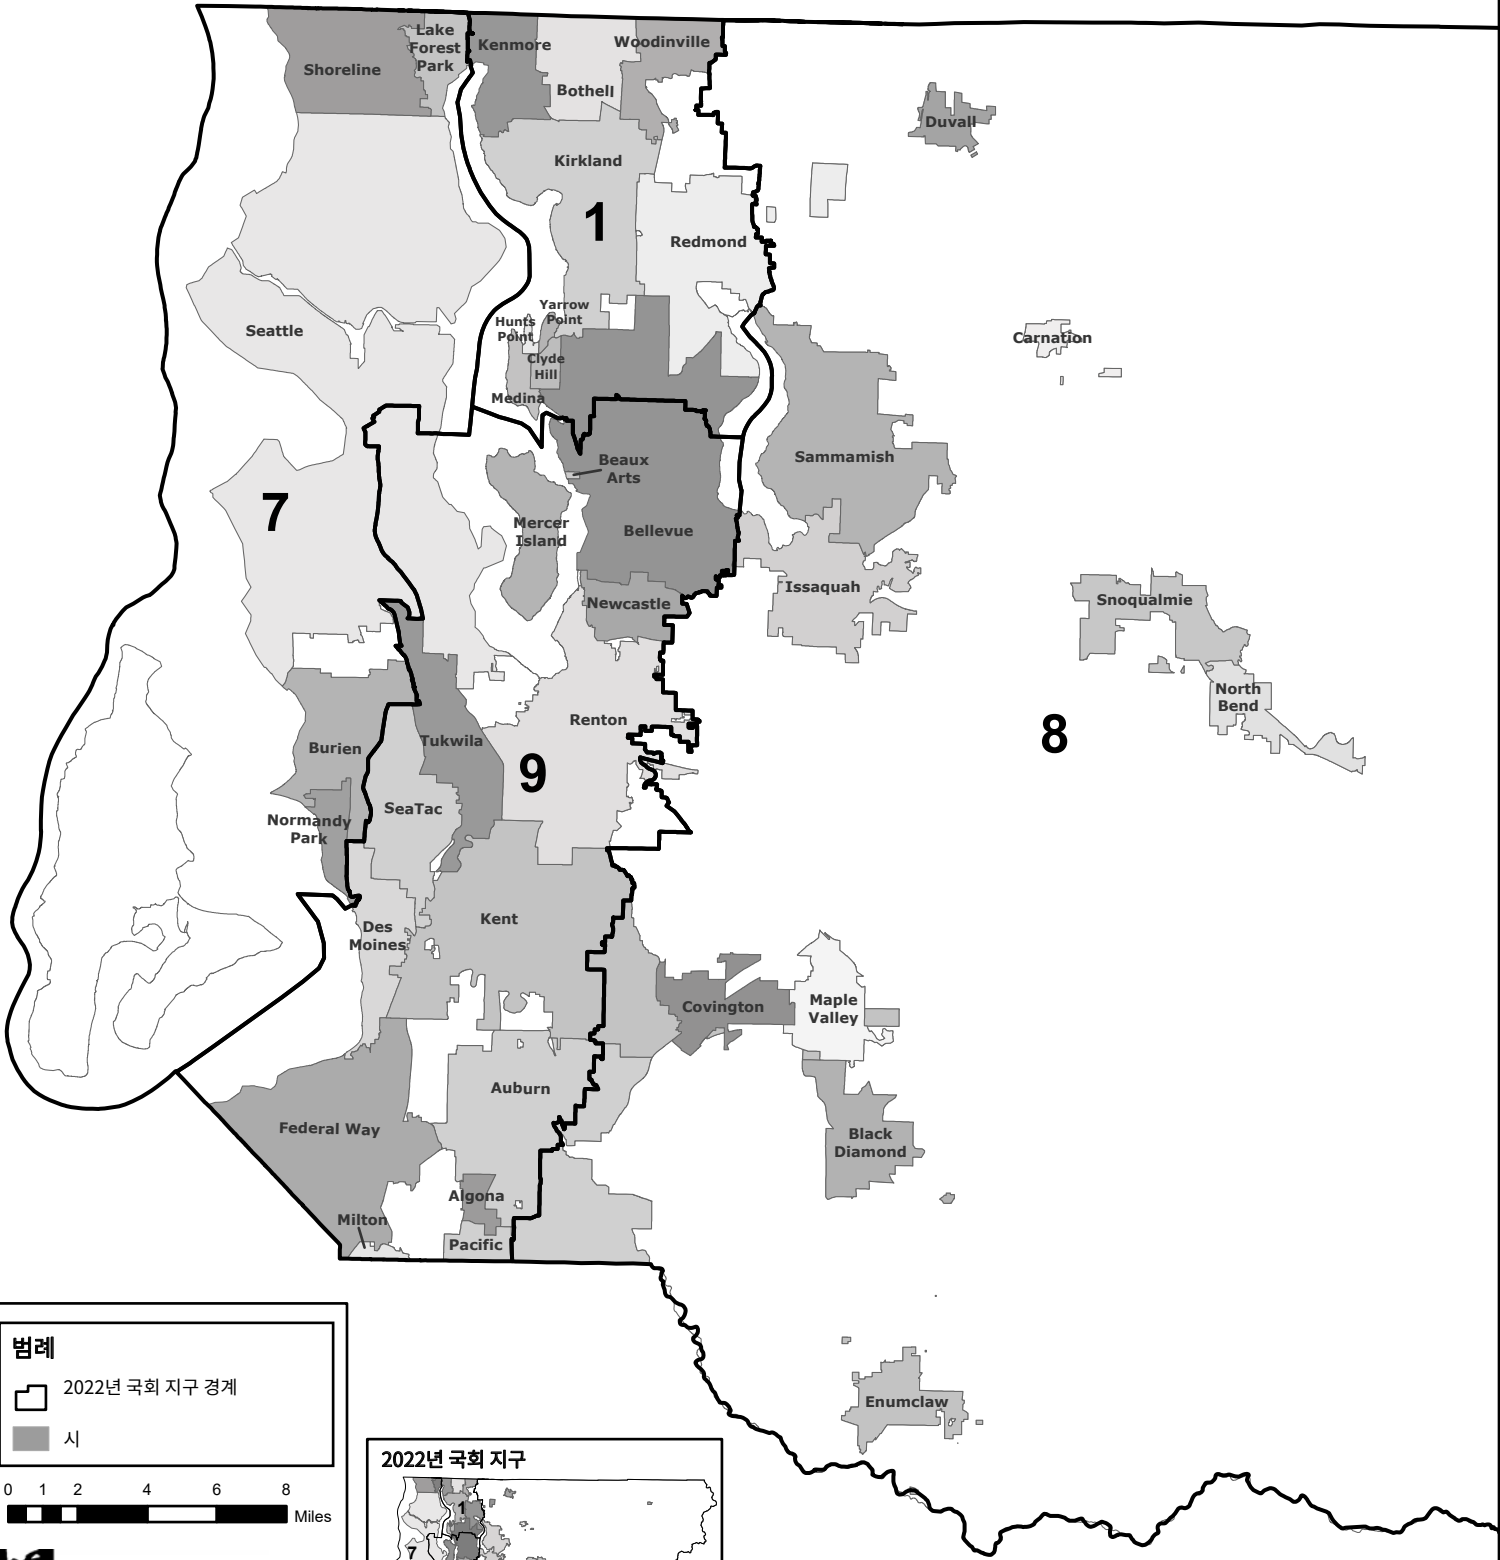 Lake
Forest
Park
Kenmore
Woodinville
Shoreline
Bothell
Duvall
Kirkland
1
Redmond
Yarrow
Point
Hunts
Point
Seattle
Carnation
Clyde
Hill
Medina
Sammamish
Beaux
Arts
7
Mercer
Island
Bellevue
Issaquah
Newcastle
Snoqualmie
North
Bend
Renton
8
Burien
Tukwila
9
SeaTac
Normandy
Park
Kent
Des
Moines
Covington
Maple
Valley
Auburn
Federal Way
Black
Diamond
Algona
Milton
Pacific
Enumclaw
범례
2022년 국회 지구 경계
시
0 1 2 4 6 8
Miles
2022년 국회 지구
1
7